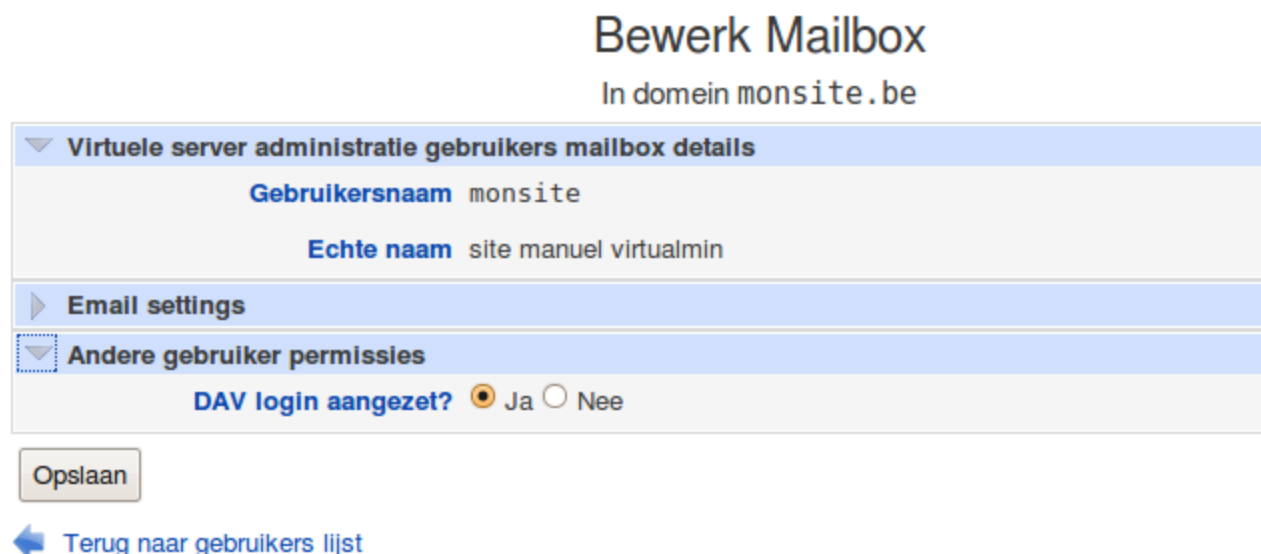 Bewerk Mailbox
In domein monsite.be
Virtuele server administratie gebruikers mailbox details
Gebruikersnaam monsite
Echte naam site manuel virtualmin
Email settings
Andere gebruiker permissies
DAV login aangezet? Ja Nee
Opslaan
Terug naar gebruikers lijst